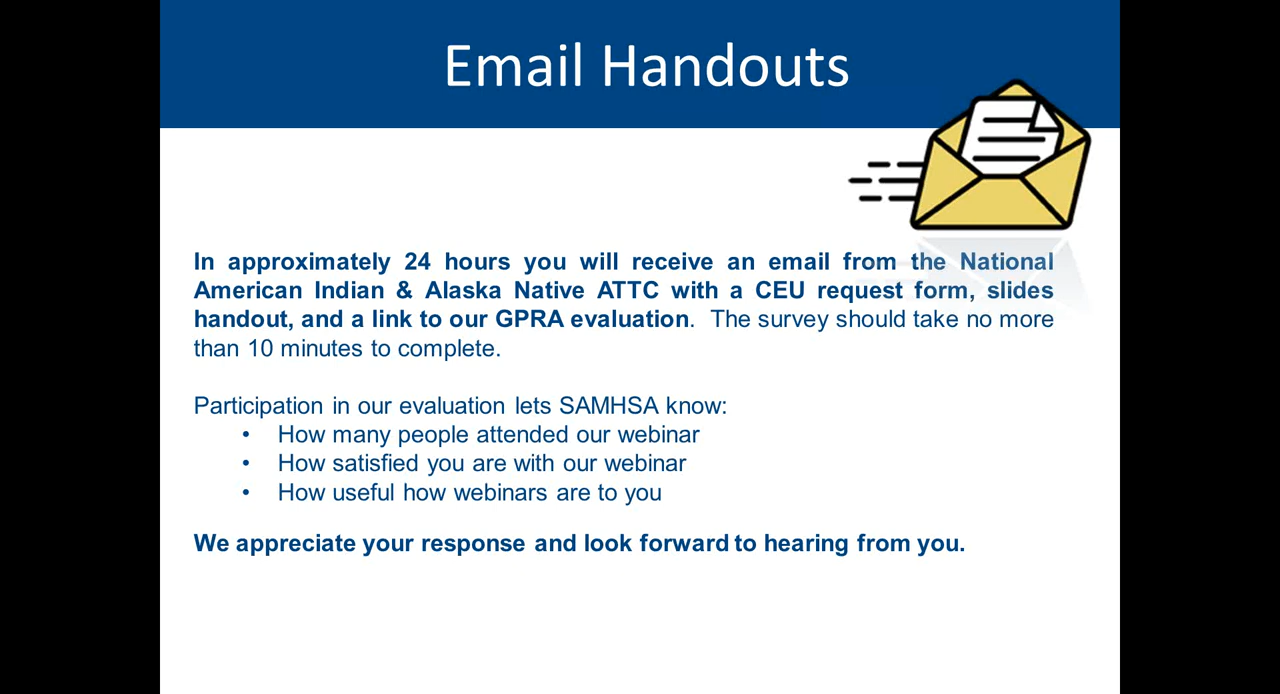 Email Handouts
In approximately 24 hours you will receive an email from the National
American Indian & Alaska Native ATTC with a CEU request form, slides
handout, and a link to our GPRA evaluation. The survey should take no more
than 10 minutes to complete.
Participation in our evaluation lets SAMHSA know:
• How many people attended our webinar
• How satisfied you are with our webinar
• How useful how webinars are to you
We appreciate your response and look forward to hearing from you.